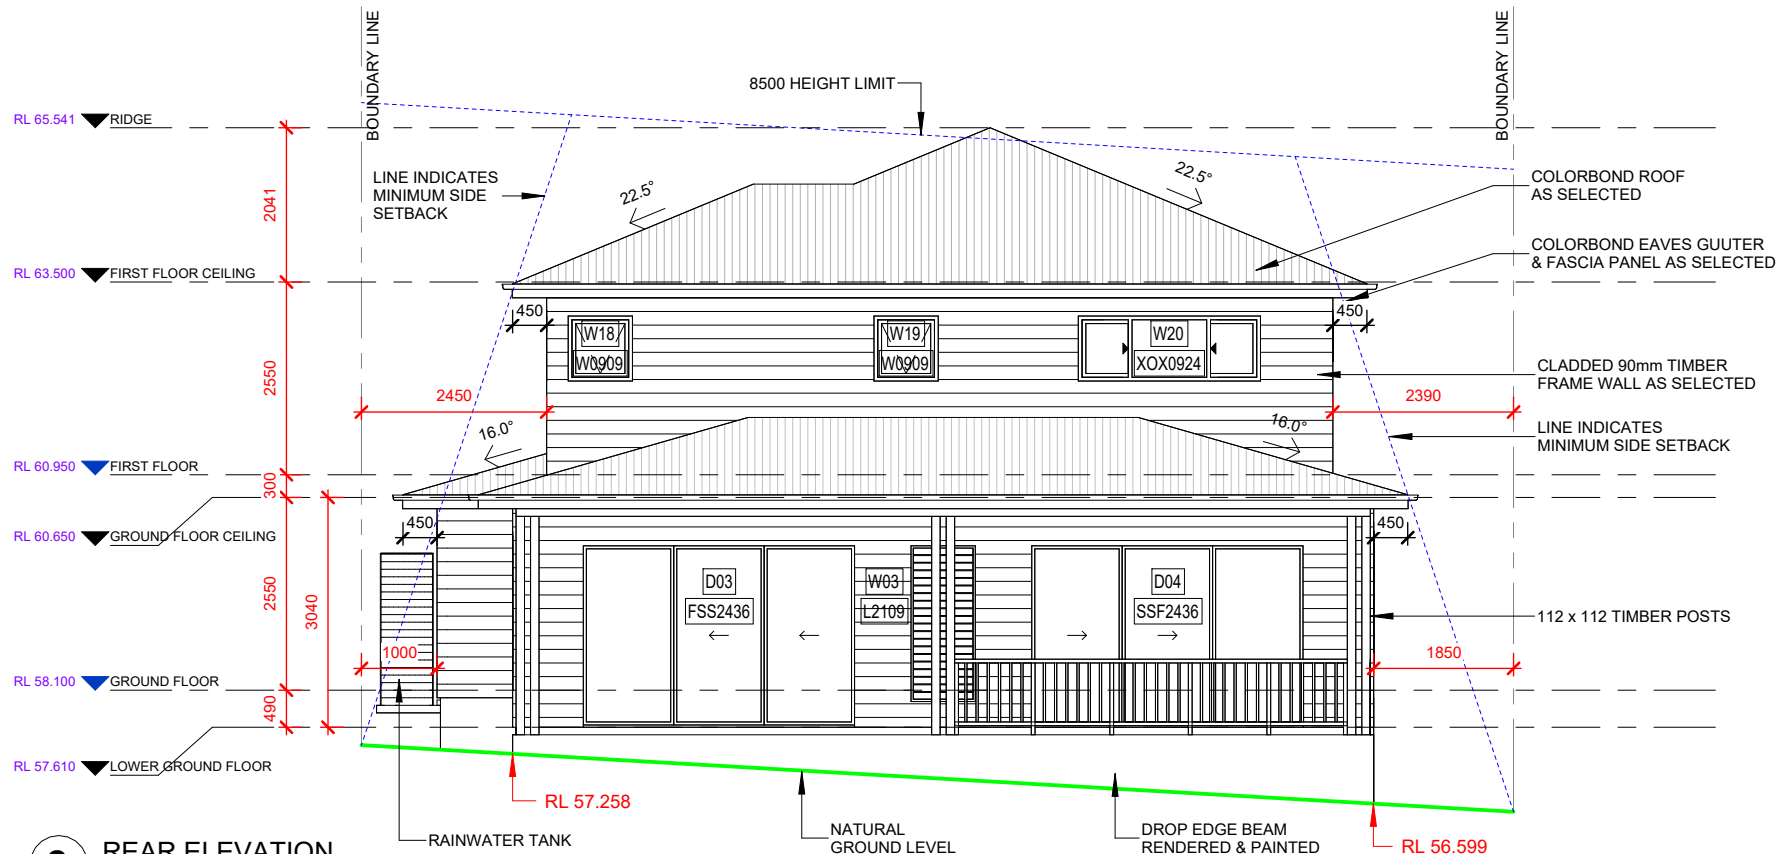 BOUNDARY LINE
BOUNDARY LINE
8500 HEIGHT LIMIT
RL 65.541
RIDGE
LINE INDICATES
MINIMUM SIDE
SETBACK
22.5°
22.5°
COLORBOND ROOF
AS SELECTED
2041
COLORBOND EAVES GUUTER
& FASCIA PANEL AS SELECTED
RL 63.500
FIRST FLOOR CEILING
450
450
W18
W0909
W19
W0909
W20
XOX0924
CLADDED 90mm TIMBER
FRAME WALL AS SELECTED
2550
2450
2390
16.0°
16.0°
LINE INDICATES
MINIMUM SIDE SETBACK
RL 60.950
FIRST FLOOR
300
RL 60.650
GROUND FLOOR CEILING
450
450
D03
FSS2436
W03
L2109
D04
SSF2436
2550
3040
112 x 112 TIMBER POSTS
1000
1850
RL 58.100
GROUND FLOOR
490
RL 57.610
LOWER GROUND FLOOR
RL 57.258
RAINWATER TANK
NATURAL
GROUND LEVEL
DROP EDGE BEAM
RENDERED & PAINTED
RL 56.599
REAR ELEVATION